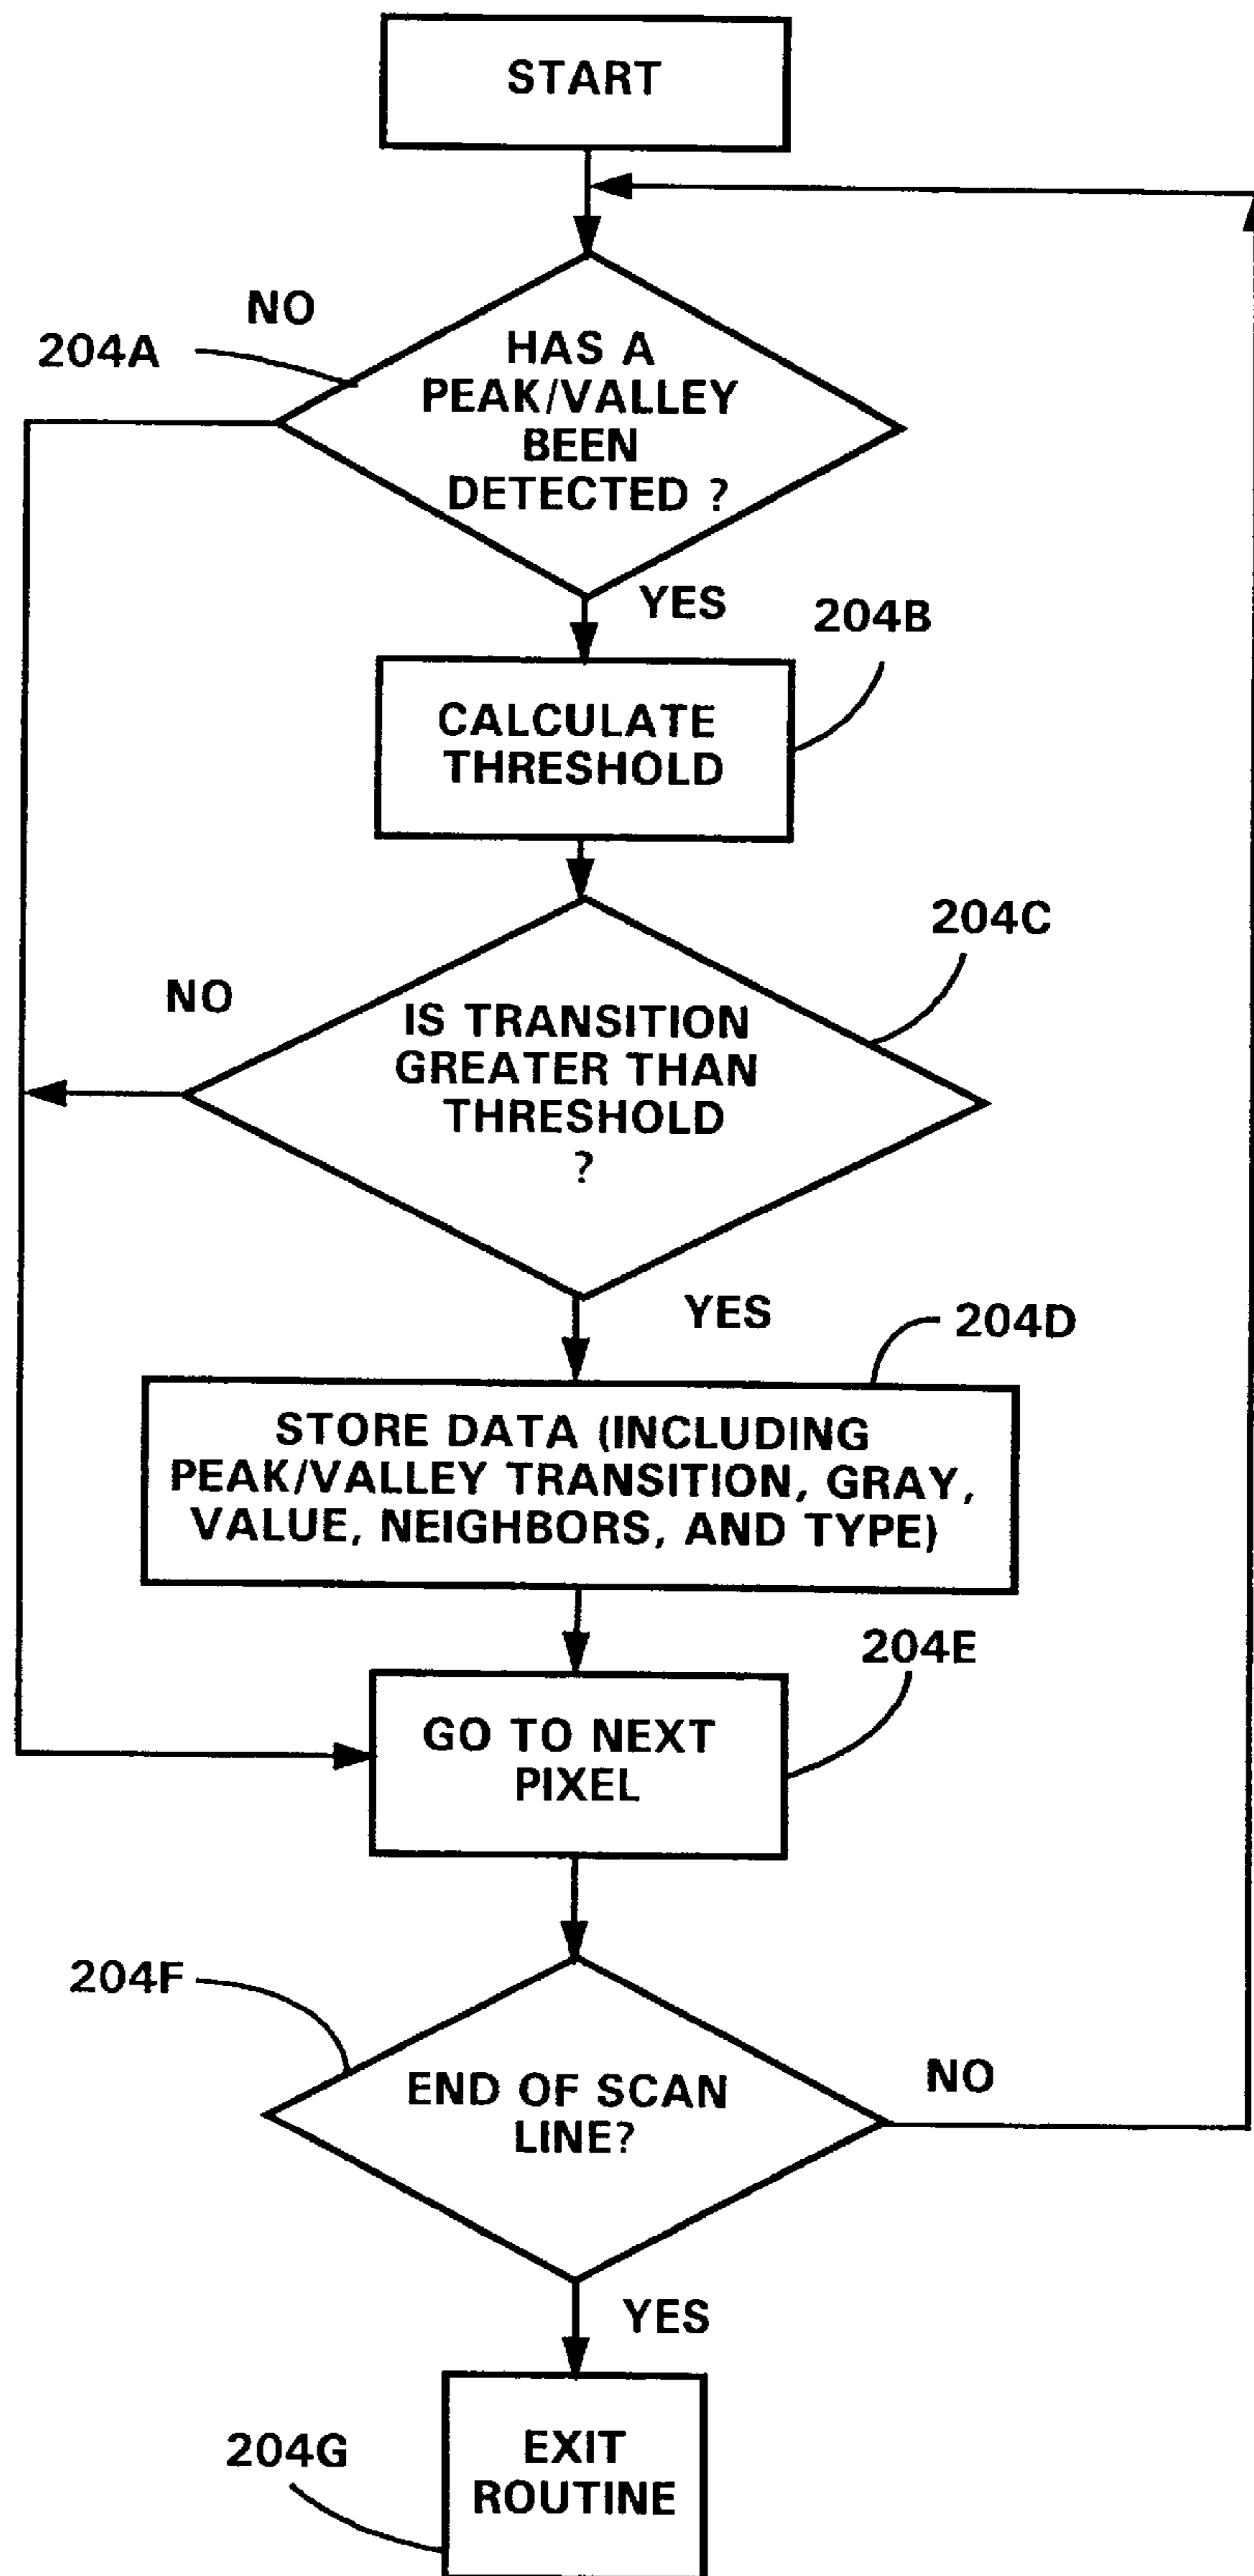 START
NO
204A
HAS A
PEAK/VALLEY
BEEN
DETECTED ?
YES
204B
CALCULATE
THRESHOLD
204C
NO
IS TRANSITION
GREATER THAN
THRESHOLD
?
YES
204D
STORE DATA (INCLUDING
PEAK/VALLEY TRANSITION, GRAY,
VALUE, NEIGHBORS, AND TYPE)
204E
GO TO NEXT
PIXEL
204F
END OF SCAN
LINE?
NO
YES
204G
EXIT
ROUTINE